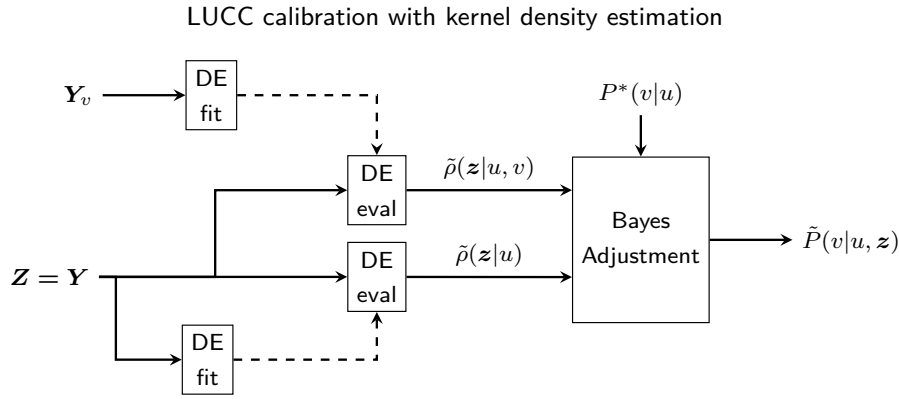 LUCC calibration with kernel density estimation
Y_v
DE
fit
P*(v|u)
DE
eval
ρ̃(z|u, v)
Bayes
Adjustment
P̃(v|u, z)
Z = Y
DE
eval
ρ̃(z|u)
DE
fit